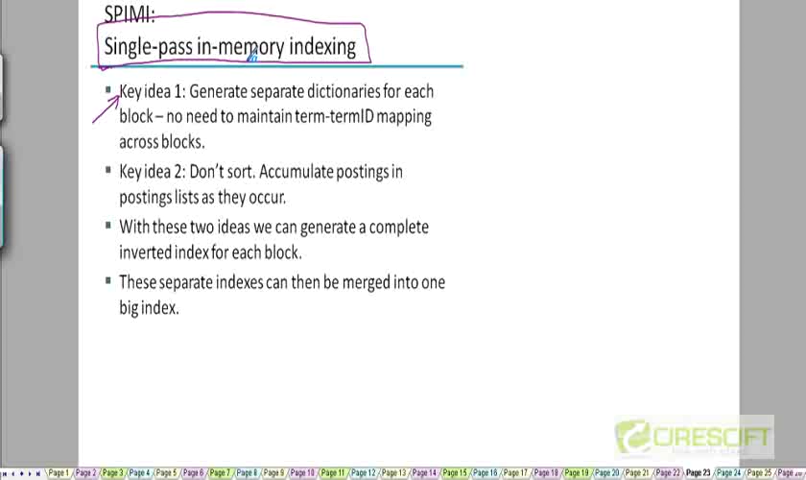 SPIMI:
Single-pass in-memory indexing
Key idea 1: Generate separate dictionaries for each
block – no need to maintain term-termID mapping
across blocks.
Key idea 2: Don't sort. Accumulate postings in
postings lists as they occur.
With these two ideas we can generate a complete
inverted index for each block.
These separate indexes can then be merged into one
big index.
Page 1 Page 2 Page 3 Page 4 Page 5 Page 6 Page 7 Page 8 Page 9 Page 10 Page 11 Page 12 Page 13 Page 14 Page 15 Page 16 Page 17 Page 18 Page 19 Page 20 Page 21 Page 22 Page 23 Page 24 Page 25 Page